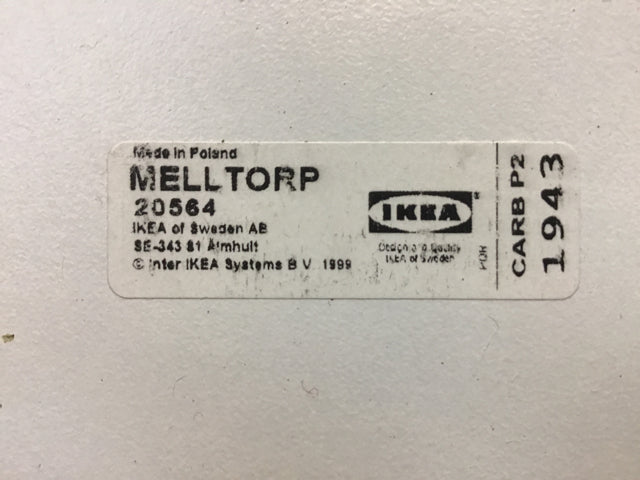 Made in Poland
MELLTORP
20564
IKEA of Sweden AB
SE-343 81 Älmhult
© Inter IKEA Systems B V 1999
IKEA®
Design and Quality
IKEA of Sweden
CARB P2
1943